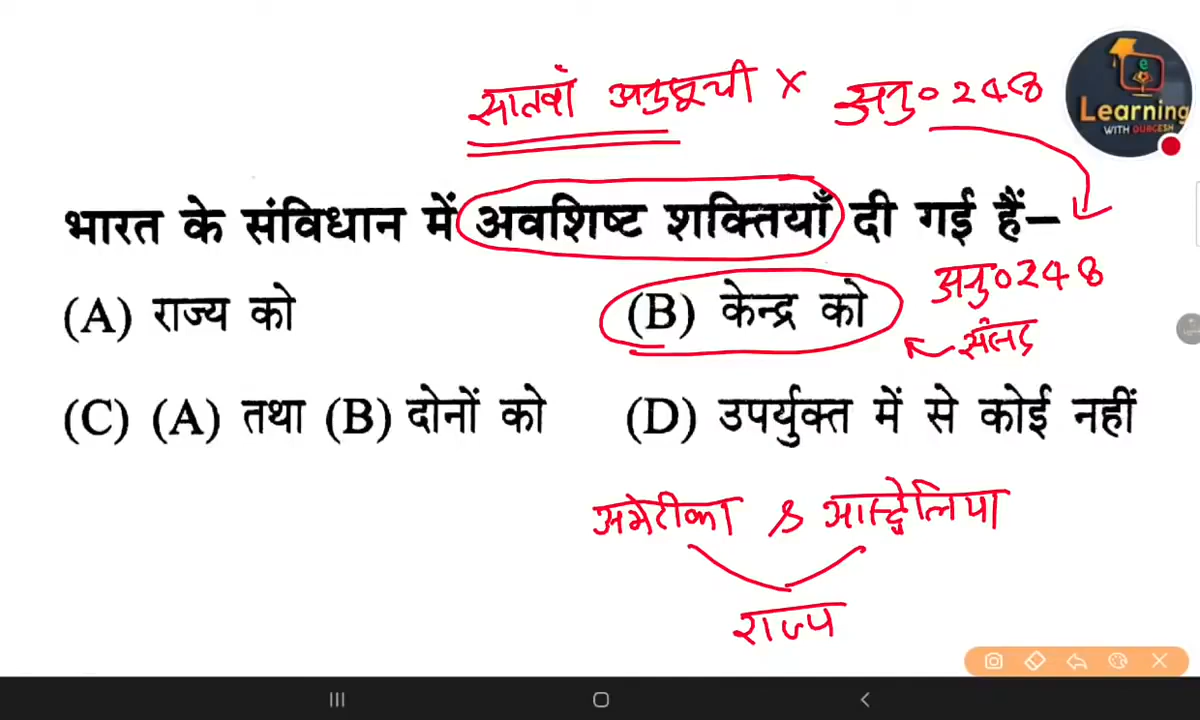 सातवीं अनुसूची × अनु० 248
e
Learning
WITH DURGESH
भारत के संविधान में अवशिष्ट शक्तियाँ दी गई हैं–
(A) राज्य को (B) केन्द्र को
अनु० 248
संसद
(C) (A) तथा (B) दोनों को (D) उपर्युक्त में से कोई नहीं
अमेरीका & आस्ट्रेलिया
राज्य